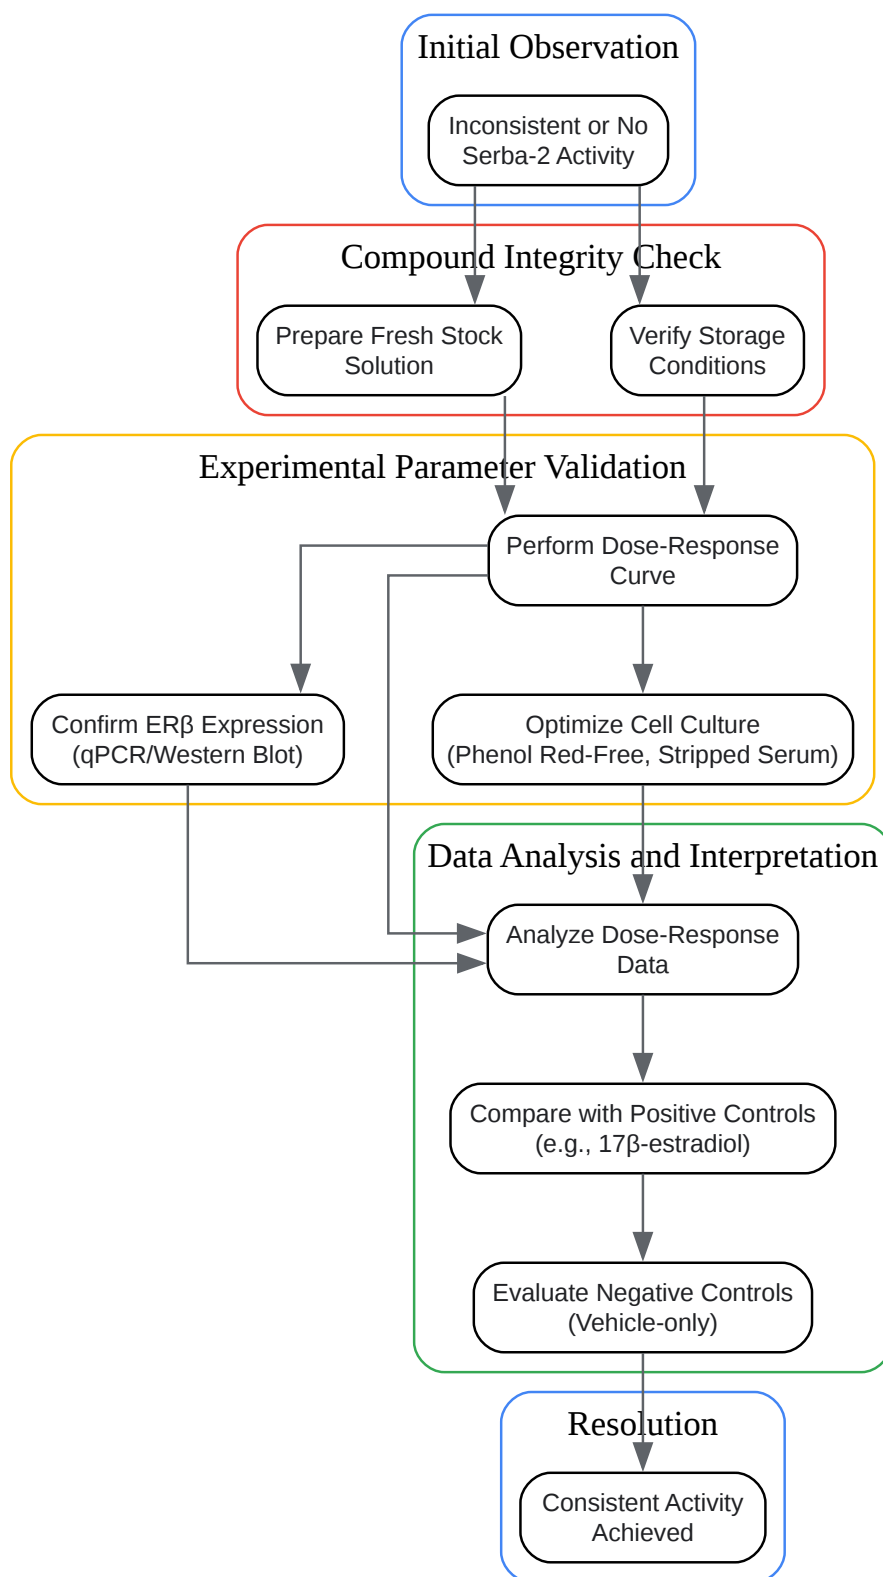 Initial Observation
Inconsistent or No
Serba-2 Activity
Compound Integrity Check
Prepare Fresh Stock
Solution
Verify Storage
Conditions
Experimental Parameter Validation
Perform Dose-Response
Curve
Confirm ERβ Expression
(qPCR/Western Blot)
Optimize Cell Culture
(Phenol Red-Free, Stripped Serum)
Data Analysis and Interpretation
Analyze Dose-Response
Data
Compare with Positive Controls
(e.g., 17β-estradiol)
Evaluate Negative Controls
(Vehicle-only)
Resolution
Consistent Activity
Achieved